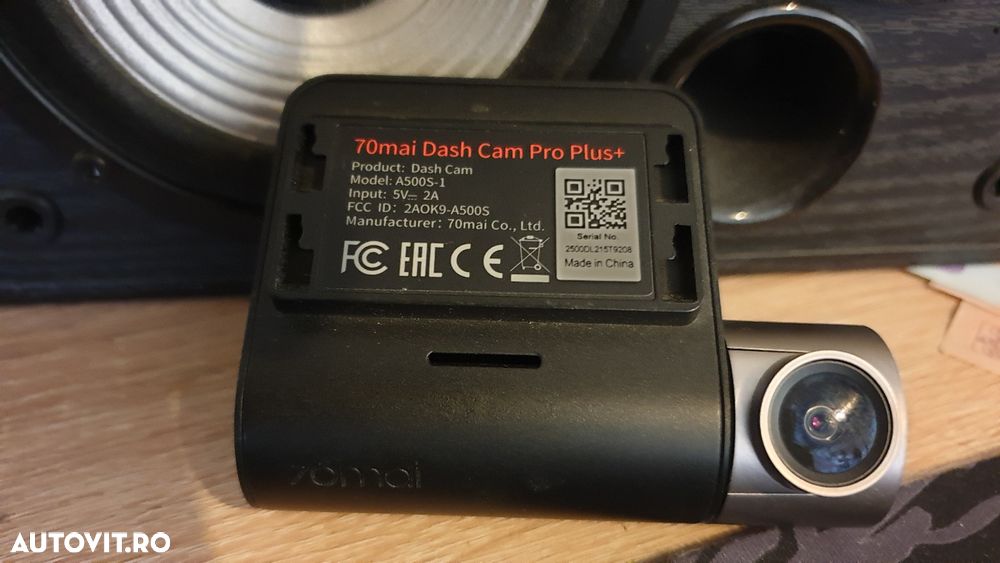 70mai Dash Cam Pro Plus+
Product: Dash Cam
Model: A500S-1
Input: 5V⎓ 2A
FCC ID: 2AOK9-A500S
Manufacturer: 70mai Co., Ltd.
FC EAC CE
Serial No.
2500DL215T9208
Made in China
70mai
AUTOVIT.RO